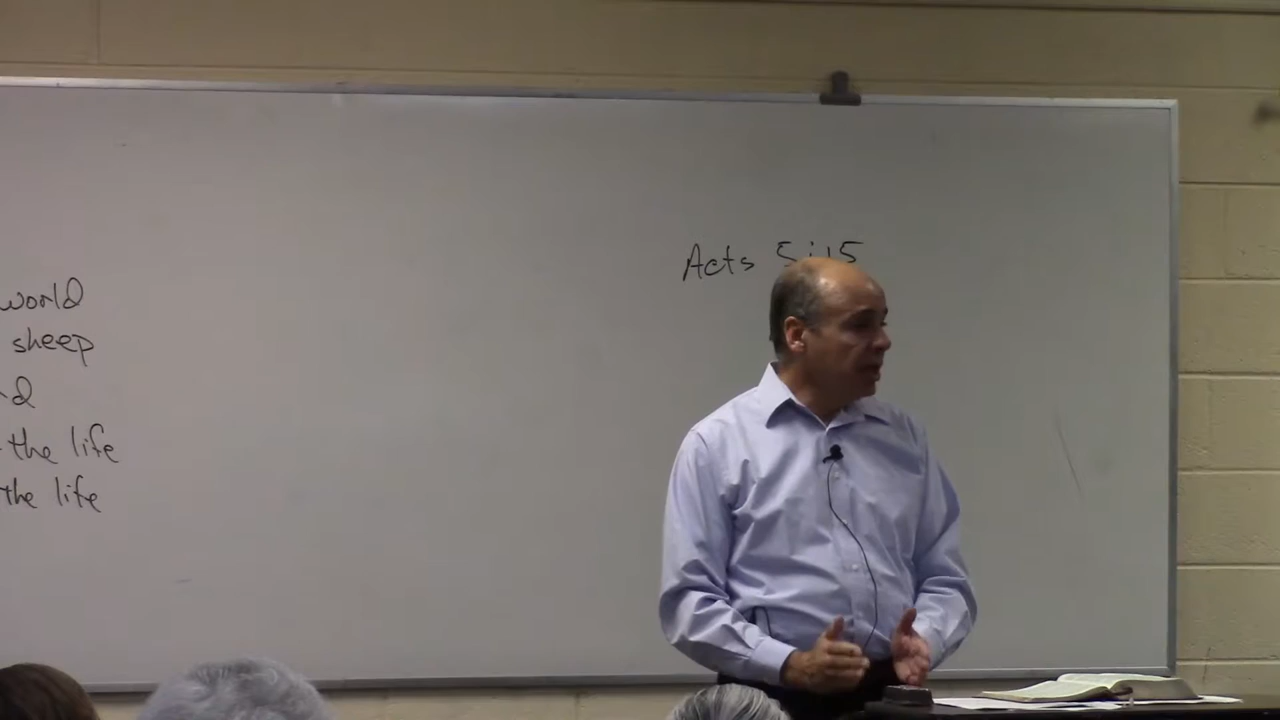 world
sheep
d
the life
the life
Acts 5:15